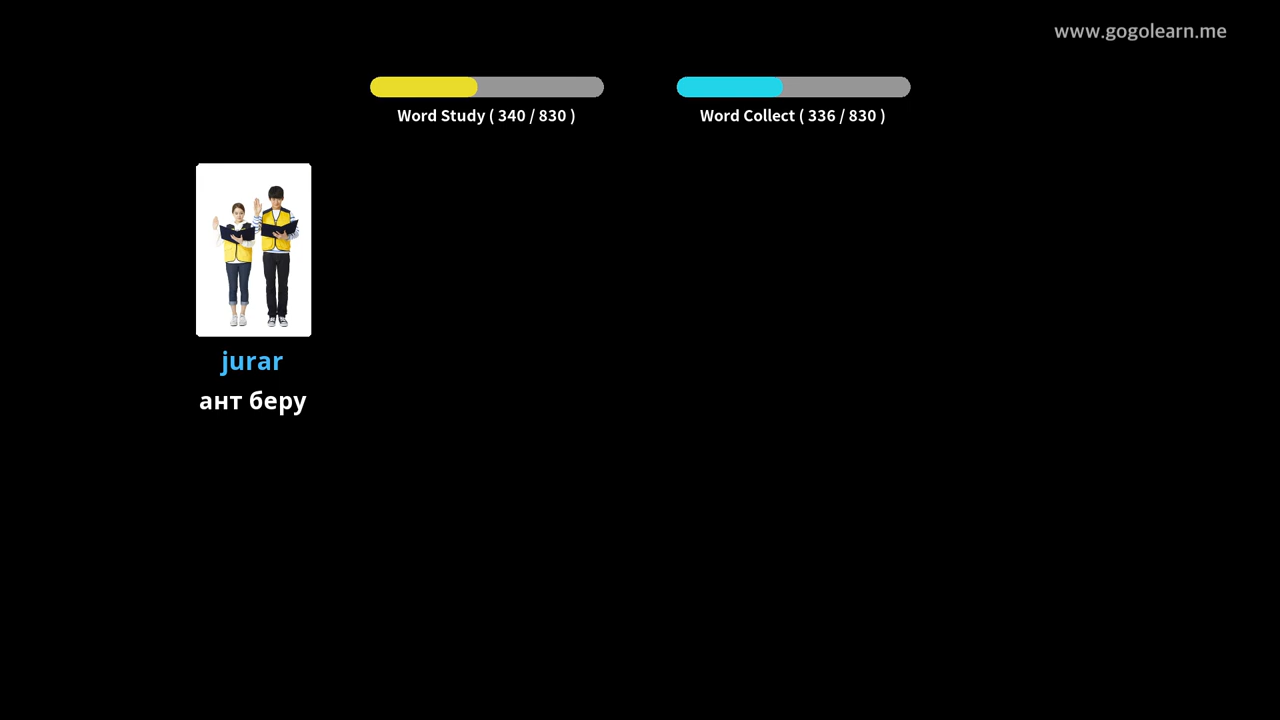 www.gogolearn.me
Word Study ( 340 / 830 )
Word Collect ( 336 / 830 )
jurar
ант беру